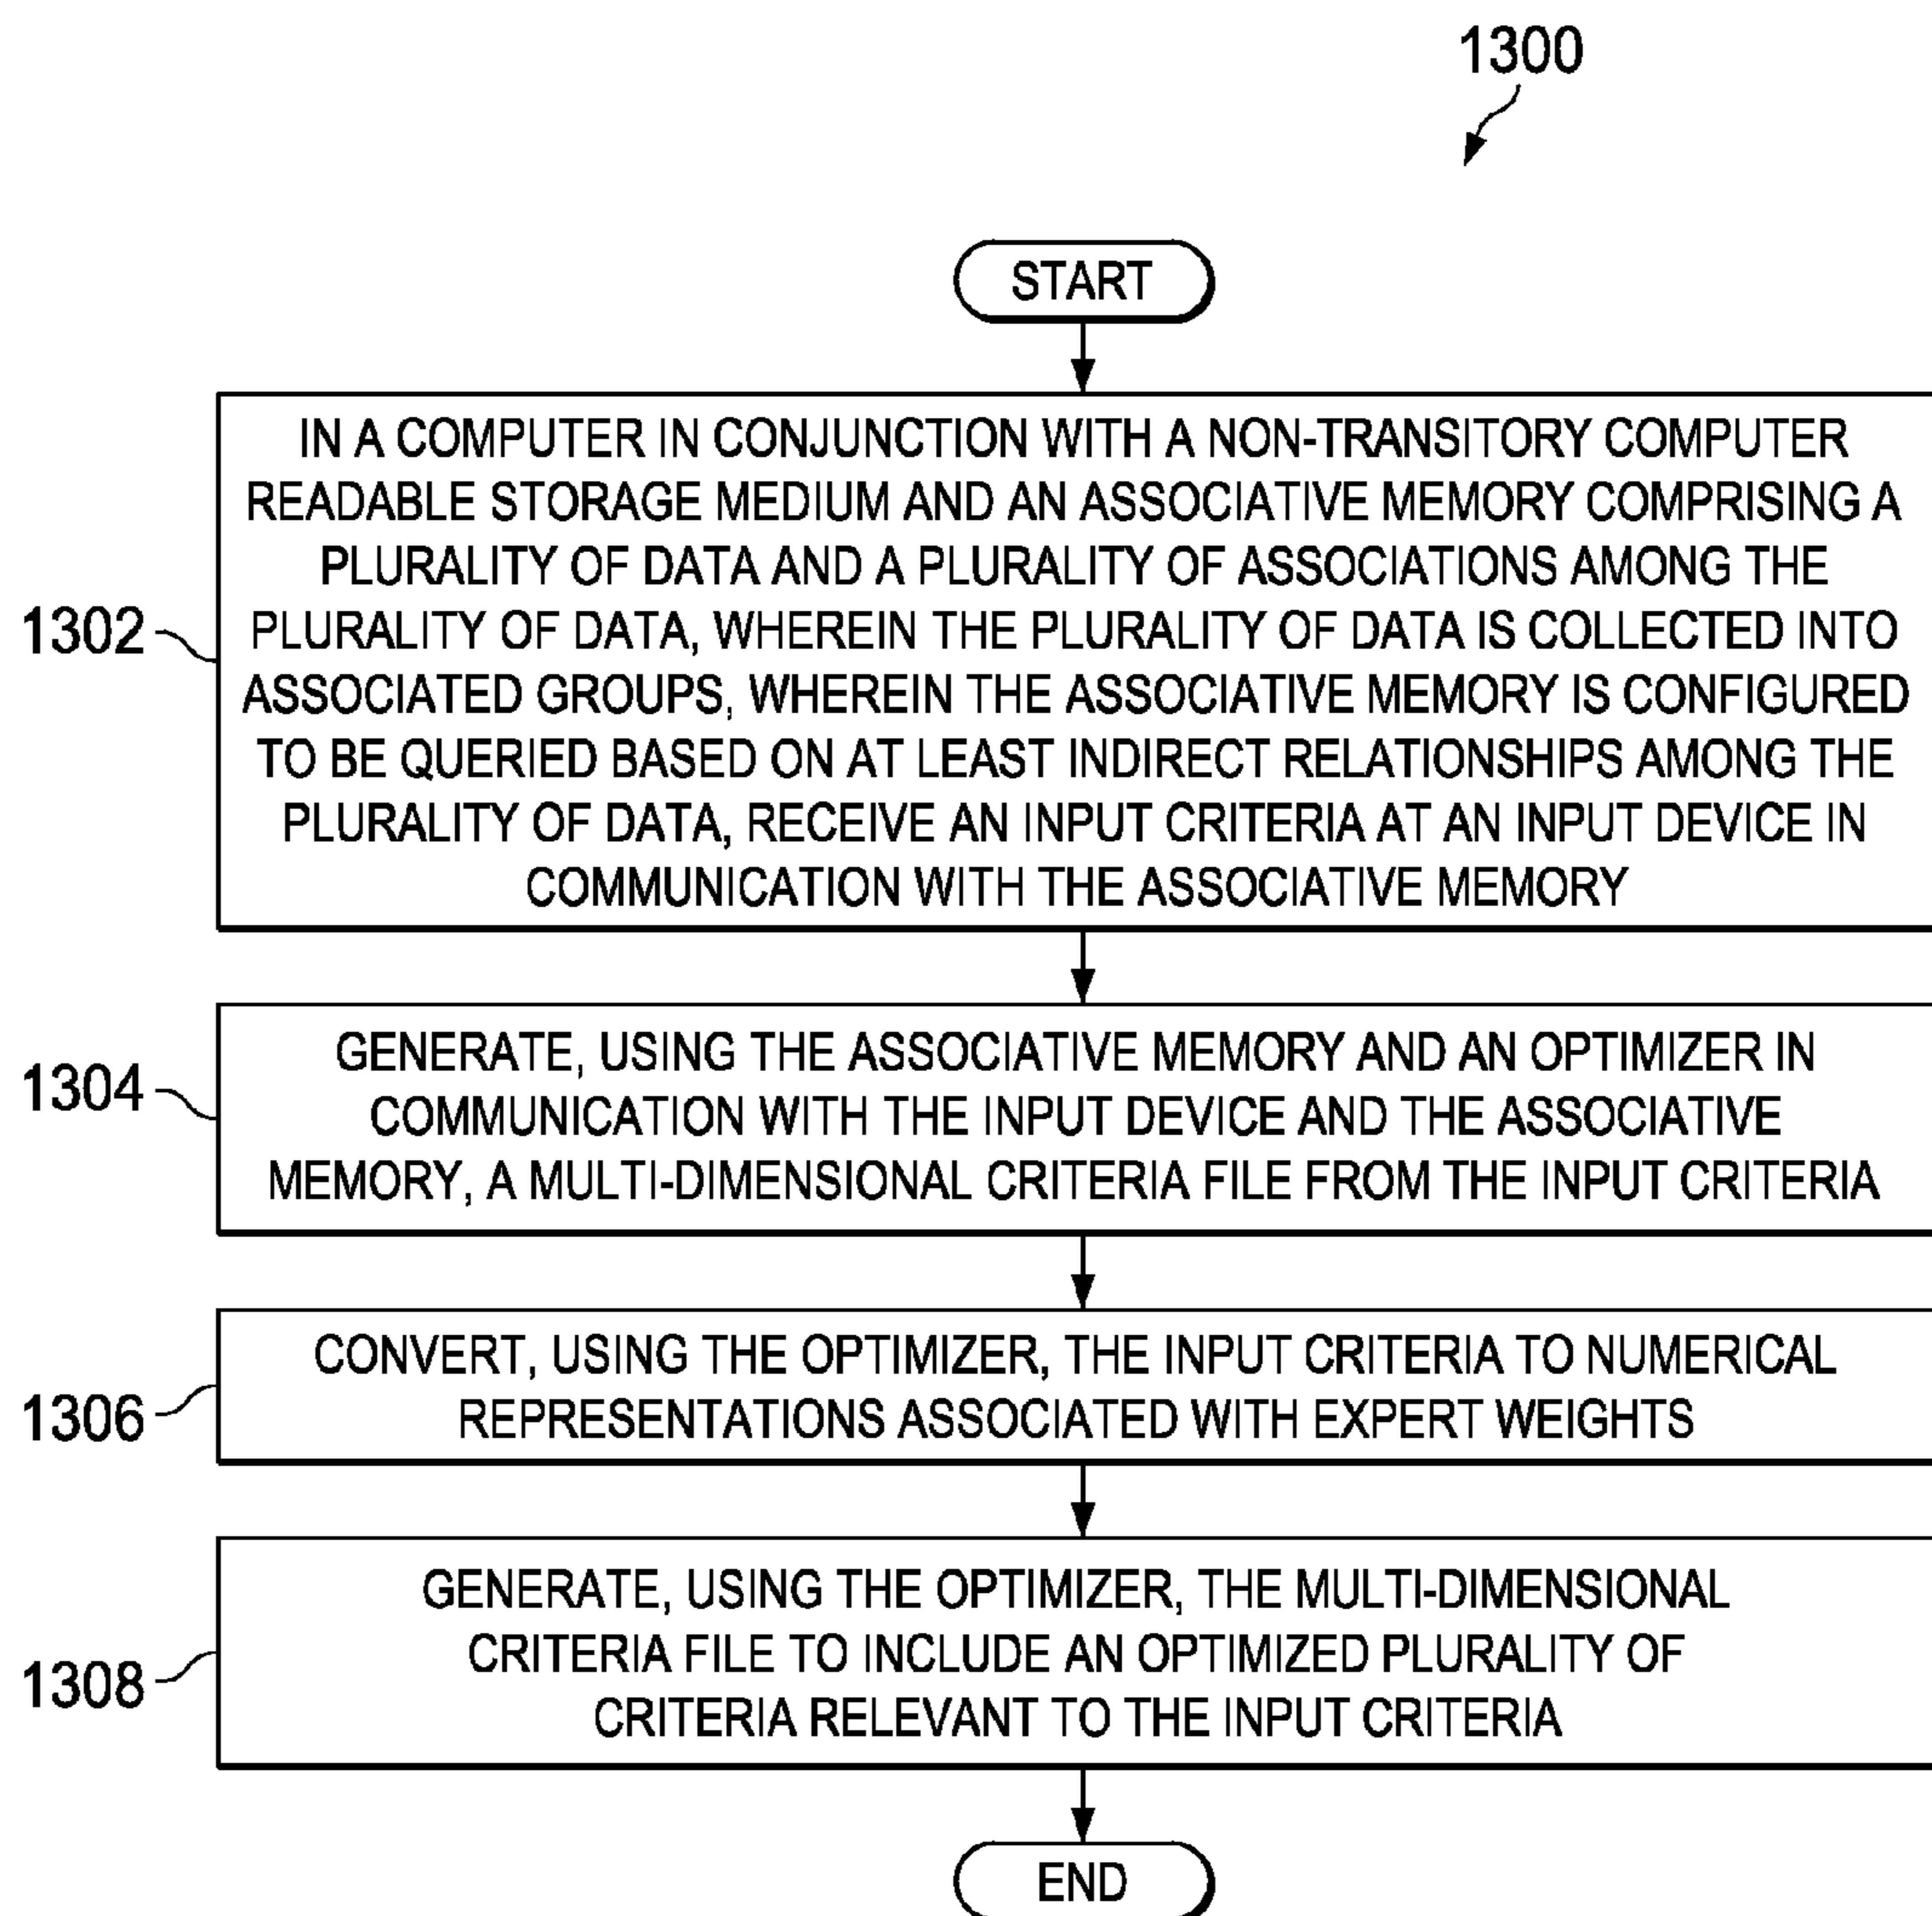 1300
START
IN A COMPUTER IN CONJUNCTION WITH A NON-TRANSITORY COMPUTER
READABLE STORAGE MEDIUM AND AN ASSOCIATIVE MEMORY COMPRISING A
PLURALITY OF DATA AND A PLURALITY OF ASSOCIATIONS AMONG THE
PLURALITY OF DATA, WHEREIN THE PLURALITY OF DATA IS COLLECTED INTO
ASSOCIATED GROUPS, WHEREIN THE ASSOCIATIVE MEMORY IS CONFIGURED
TO BE QUERIED BASED ON AT LEAST INDIRECT RELATIONSHIPS AMONG THE
PLURALITY OF DATA, RECEIVE AN INPUT CRITERIA AT AN INPUT DEVICE IN
COMMUNICATION WITH THE ASSOCIATIVE MEMORY
1302
GENERATE, USING THE ASSOCIATIVE MEMORY AND AN OPTIMIZER IN
COMMUNICATION WITH THE INPUT DEVICE AND THE ASSOCIATIVE
MEMORY, A MULTI-DIMENSIONAL CRITERIA FILE FROM THE INPUT CRITERIA
1304
CONVERT, USING THE OPTIMIZER, THE INPUT CRITERIA TO NUMERICAL
REPRESENTATIONS ASSOCIATED WITH EXPERT WEIGHTS
1306
GENERATE, USING THE OPTIMIZER, THE MULTI-DIMENSIONAL
CRITERIA FILE TO INCLUDE AN OPTIMIZED PLURALITY OF
CRITERIA RELEVANT TO THE INPUT CRITERIA
1308
END